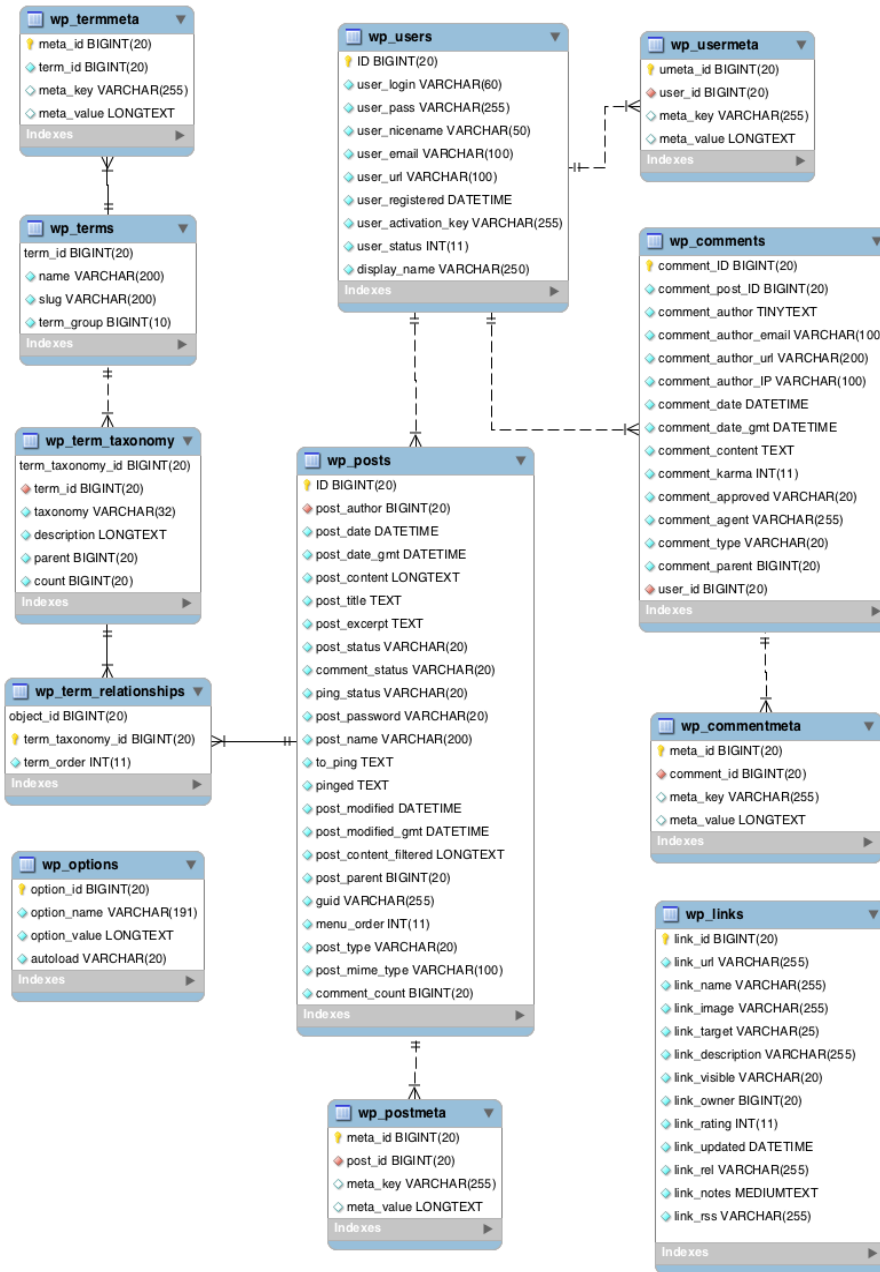 wp_termmeta
meta_id BIGINT(20)
term_id BIGINT(20)
meta_key VARCHAR(255)
meta_value LONGTEXT
Indexes
wp_terms
term_id BIGINT(20)
name VARCHAR(200)
slug VARCHAR(200)
term_group BIGINT(10)
Indexes
wp_term_taxonomy
term_taxonomy_id BIGINT(20)
term_id BIGINT(20)
taxonomy VARCHAR(32)
description LONGTEXT
parent BIGINT(20)
count BIGINT(20)
Indexes
wp_term_relationships
object_id BIGINT(20)
term_taxonomy_id BIGINT(20)
term_order INT(11)
Indexes
wp_options
option_id BIGINT(20)
option_name VARCHAR(191)
option_value LONGTEXT
autoload VARCHAR(20)
Indexes
wp_users
ID BIGINT(20)
user_login VARCHAR(60)
user_pass VARCHAR(255)
user_nicename VARCHAR(50)
user_email VARCHAR(100)
user_url VARCHAR(100)
user_registered DATETIME
user_activation_key VARCHAR(255)
user_status INT(11)
display_name VARCHAR(250)
Indexes
wp_posts
ID BIGINT(20)
post_author BIGINT(20)
post_date DATETIME
post_date_gmt DATETIME
post_content LONGTEXT
post_title TEXT
post_excerpt TEXT
post_status VARCHAR(20)
comment_status VARCHAR(20)
ping_status VARCHAR(20)
post_password VARCHAR(20)
post_name VARCHAR(200)
to_ping TEXT
pinged TEXT
post_modified DATETIME
post_modified_gmt DATETIME
post_content_filtered LONGTEXT
post_parent BIGINT(20)
guid VARCHAR(255)
menu_order INT(11)
post_type VARCHAR(20)
post_mime_type VARCHAR(100)
comment_count BIGINT(20)
Indexes
wp_postmeta
meta_id BIGINT(20)
post_id BIGINT(20)
meta_key VARCHAR(255)
meta_value LONGTEXT
Indexes
wp_usermeta
umeta_id BIGINT(20)
user_id BIGINT(20)
meta_key VARCHAR(255)
meta_value LONGTEXT
Indexes
wp_comments
comment_ID BIGINT(20)
comment_post_ID BIGINT(20)
comment_author TINYTEXT
comment_author_email VARCHAR(100
comment_author_url VARCHAR(200)
comment_author_IP VARCHAR(100)
comment_date DATETIME
comment_date_gmt DATETIME
comment_content TEXT
comment_karma INT(11)
comment_approved VARCHAR(20)
comment_agent VARCHAR(255)
comment_type VARCHAR(20)
comment_parent BIGINT(20)
user_id BIGINT(20)
Indexes
wp_commentmeta
meta_id BIGINT(20)
comment_id BIGINT(20)
meta_key VARCHAR(255)
meta_value LONGTEXT
Indexes
wp_links
link_id BIGINT(20)
link_url VARCHAR(255)
link_name VARCHAR(255)
link_image VARCHAR(255)
link_target VARCHAR(25)
link_description VARCHAR(255)
link_visible VARCHAR(20)
link_owner BIGINT(20)
link_rating INT(11)
link_updated DATETIME
link_rel VARCHAR(255)
link_notes MEDIUMTEXT
link_rss VARCHAR(255)
Indexes